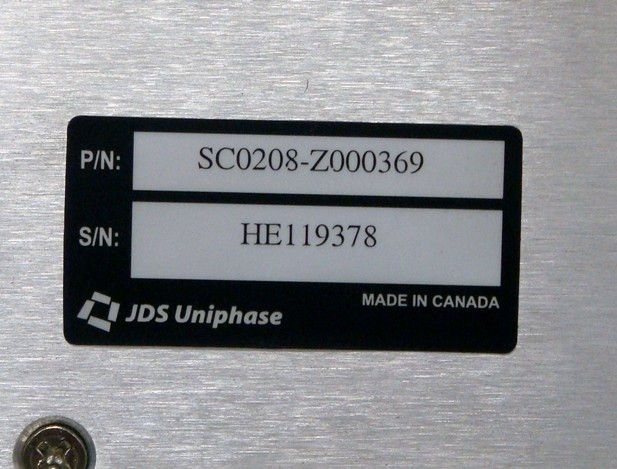 P/N: SC0208-Z000369
S/N: HE119378
JDS Uniphase MADE IN CANADA